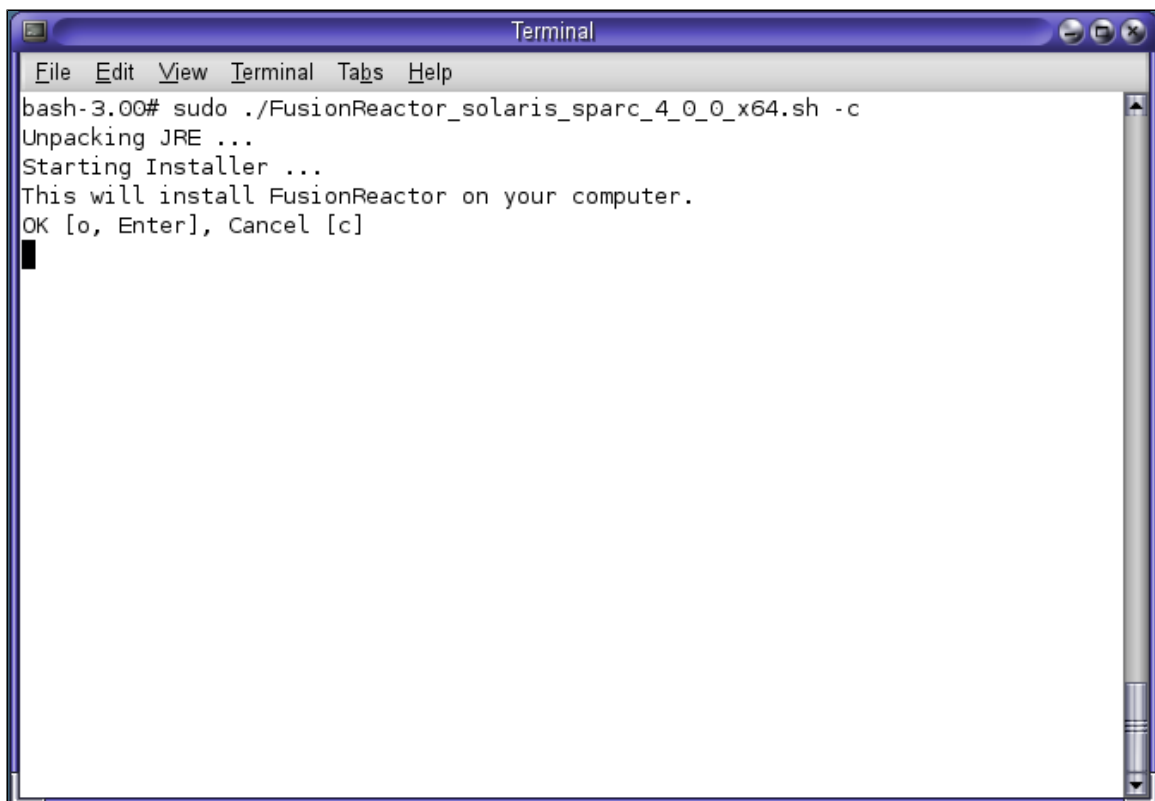 Terminal
File Edit View Terminal Tabs Help
bash-3.00# sudo ./FusionReactor_solaris_sparc_4_0_0_x64.sh -c
Unpacking JRE ...
Starting Installer ...
This will install FusionReactor on your computer.
OK [o, Enter], Cancel [c]